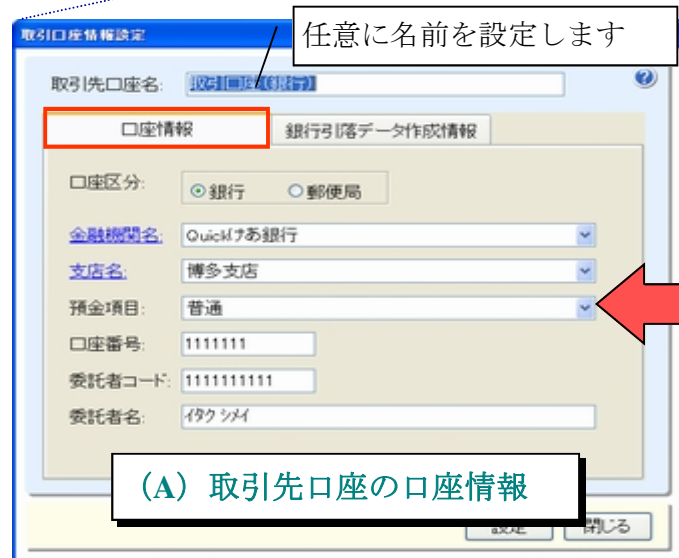 取引口座情報設定
任意に名前を設定します
取引先口座名: 取引口座(銀行)
口座情報 銀行引落データ作成情報
口座区分: 銀行 郵便局
金融機関名: Quickけあ銀行
支店名: 博多支店
預金項目: 普通
口座番号: 1111111
委託者コード: 1111111111
委託者名: ｲﾀｸ ｼﾒｲ
（A）取引先口座の口座情報
設定 閉じる